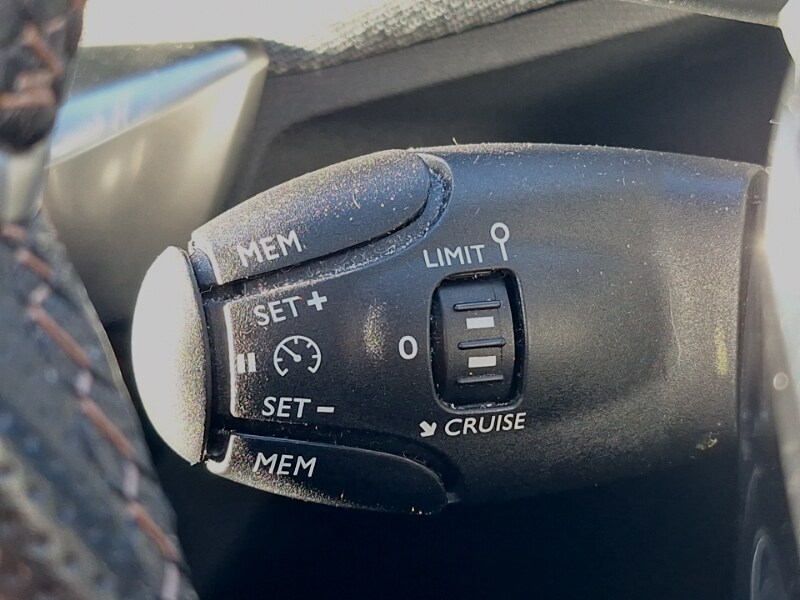 MEM
LIMIT
SET +
0
SET -
CRUISE
MEM